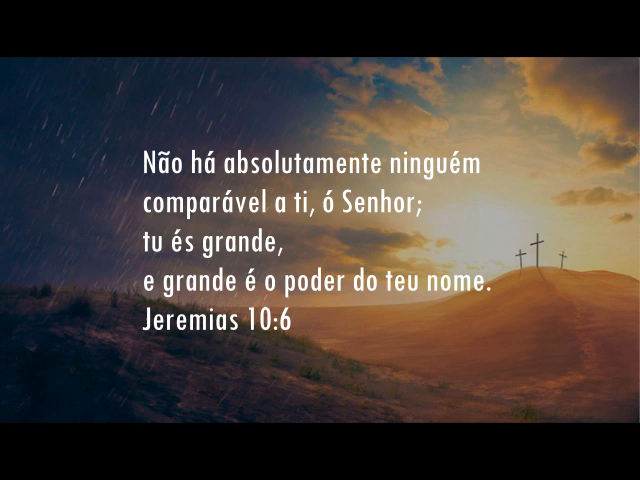 Não há absolutamente ninguém
comparável a ti, ó Senhor;
tu és grande,
e grande é o poder do teu nome.
Jeremias 10:6